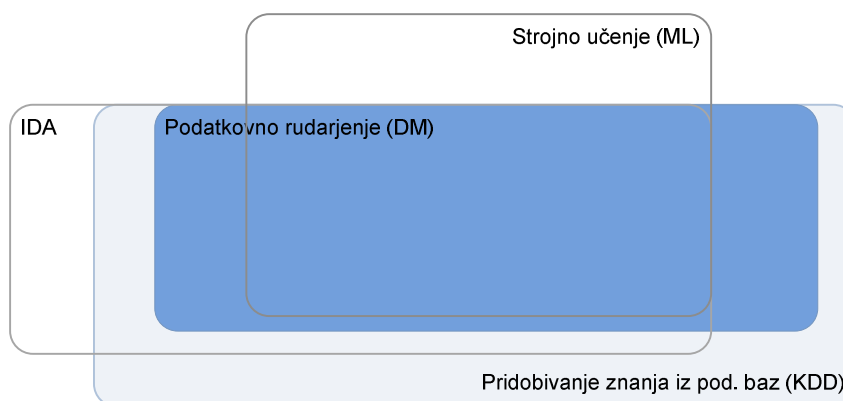 Strojno učenje (ML)
IDA
Podatkovno rudarjenje (DM)
Pridobivanje znanja iz pod. baz (KDD)